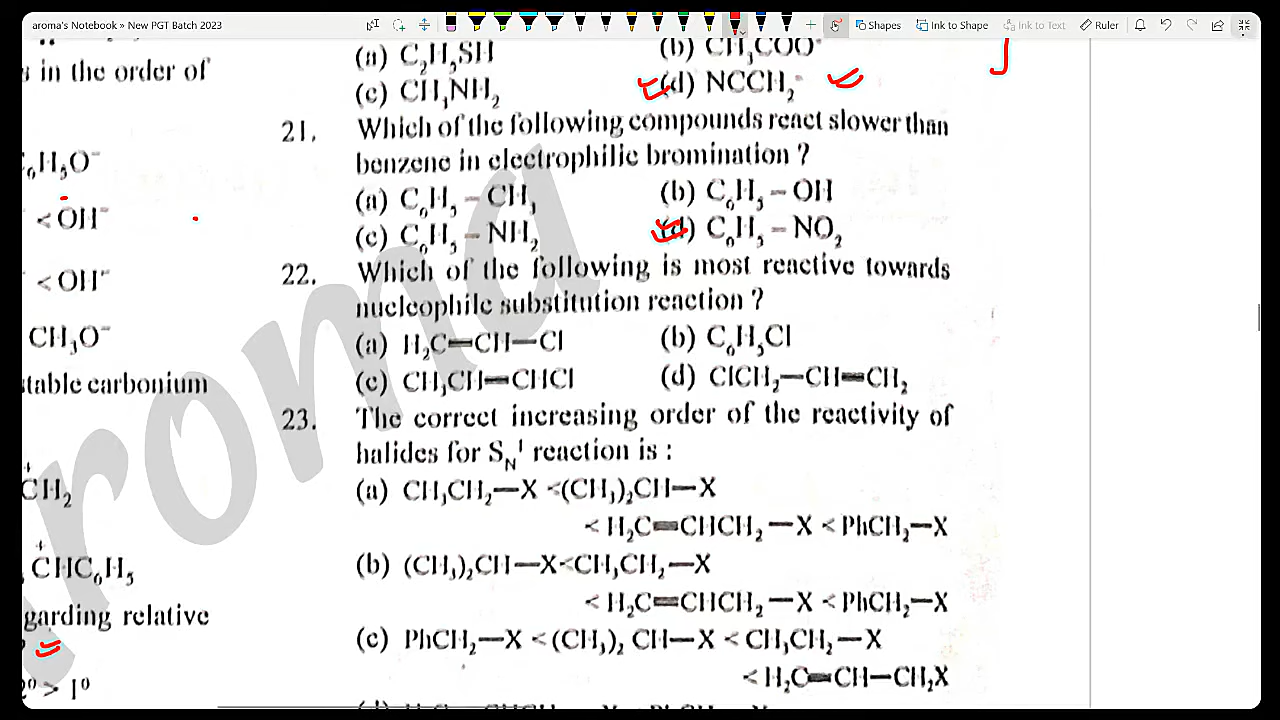 aroma's Notebook » New PGT Batch 2023
Shapes
Ink to Shape
Ink to Text
Ruler
s in the order of
₆H₅O⁻
< OH⁻
< OH⁻
CH₃O⁻
stable carbonium
CH₂
+
CHC₆H₅
+
garding relative
2⁰ > 1⁰
(a) C₂H₅SH
(b) CH₃COO⁻
(c) CH₃NH₂
(d) NCCH₂⁻
21. Which of the following compounds react slower than
benzene in electrophilic bromination ?
(a) C₆H₅ – CH₃
(b) C₆H₅ – OH
(c) C₆H₅ – NH₂
(d) C₆H₅ – NO₂
22. Which of the following is most reactive towards
nucleophile substitution reaction ?
(a) H₂C=CH–Cl
(b) C₆H₅Cl
(c) CH₃CH=CHCl
(d) ClCH₂–CH=CH₂
23. The correct increasing order of the reactivity of
halides for S_N¹ reaction is :
(a) CH₃CH₂–X <(CH₃)₂CH–X
< H₂C=CHCH₂ –X < PhCH₂–X
(b) (CH₃)₂CH –X<CH₃CH₂–X
< H₂C=CHCH₂ –X < PhCH₂–X
(c) PhCH₂–X < (CH₃)₂ CH–X < CH₃CH₂ –X
< H₂C=CH–CH₂X
aroma